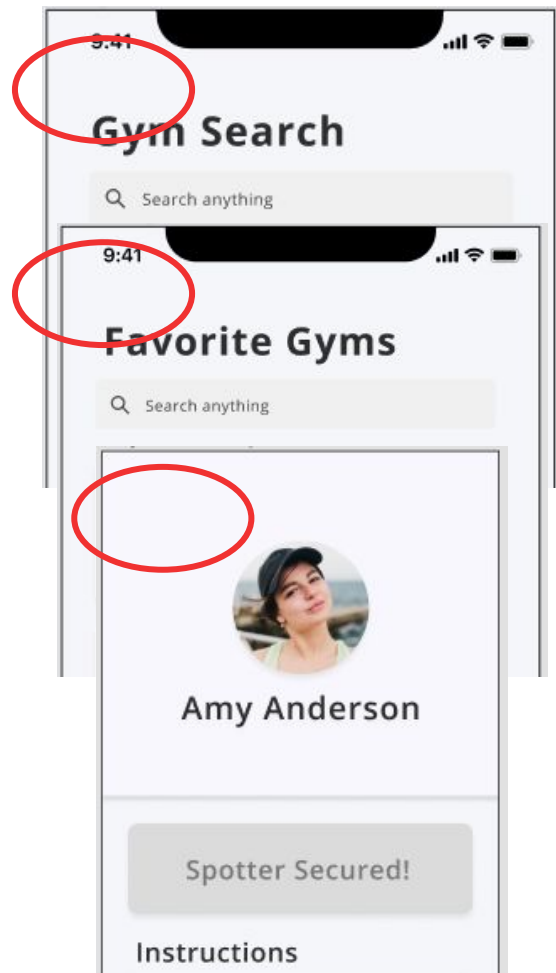 9:41
Gym Search
Search anything
9:41
Favorite Gyms
Search anything
Amy Anderson
Spotter Secured!
Instructions